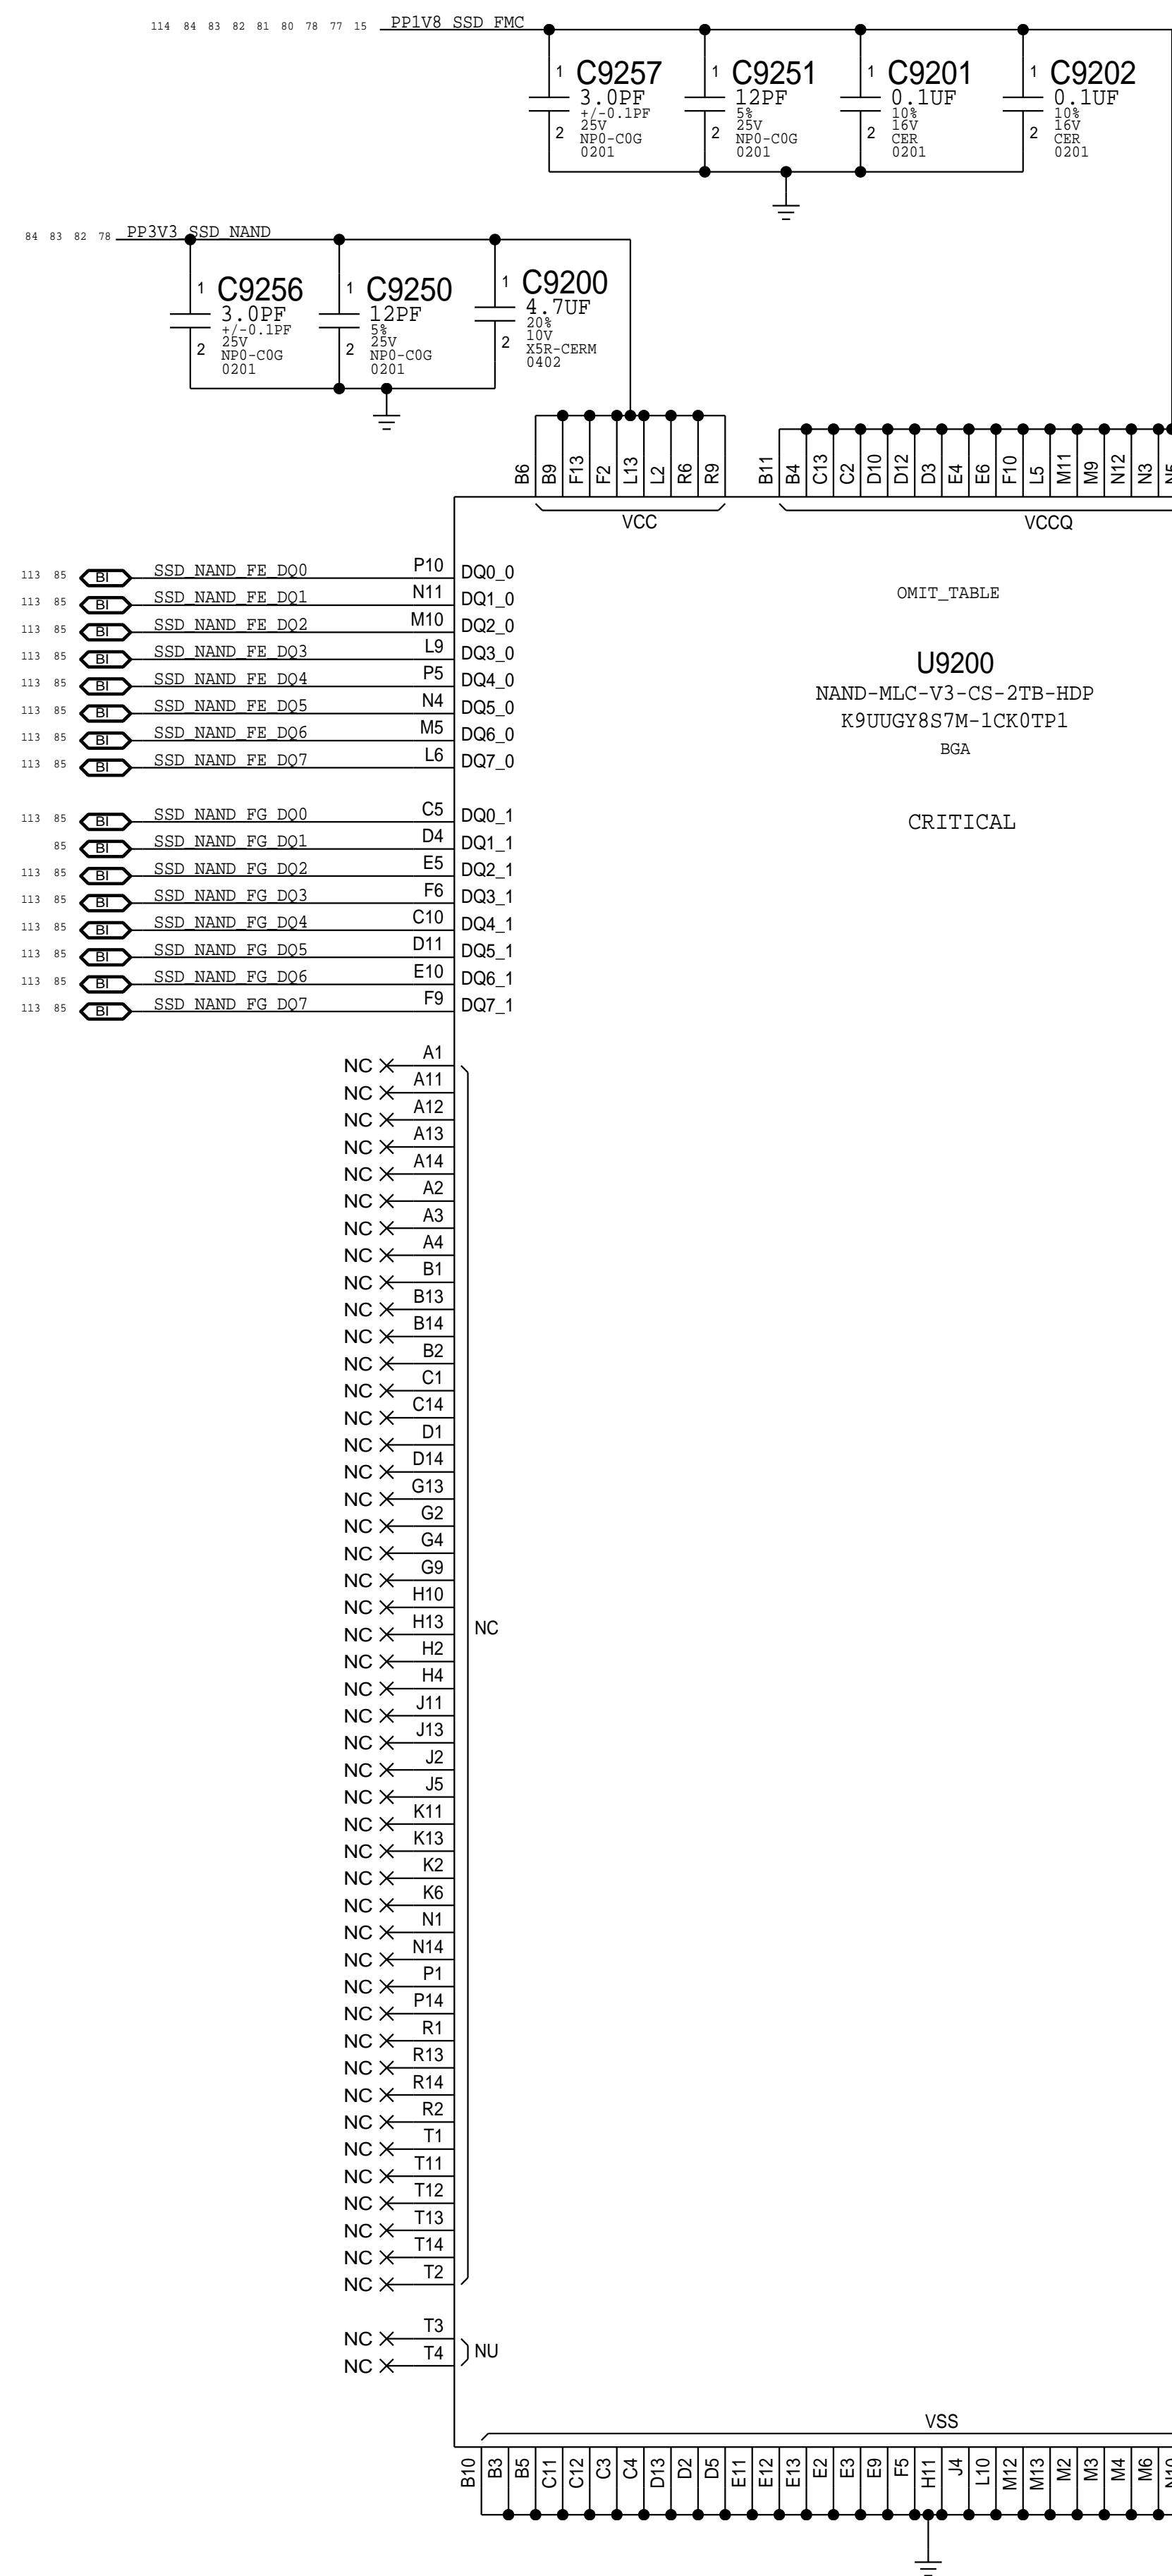 114 84 83 82 81 80 78 77 15 PP1V8_SSD_FMC
1 C9257 1 C9251 1 C9201 1 C9202
3.0PF 12PF 0.1UF 0.1UF
+/-0.1PF 5% 10% 10%
2 25V 2 25V 2 16V 2 16V
NP0-C0G NP0-C0G CER CER
0201 0201 0201 0201
84 83 82 78 PP3V3_SSD_NAND
1 C9256 1 C9250 1 C9200
3.0PF 12PF 4.7UF
+/-0.1PF 5% 20%
2 25V 2 25V 2 10V
NP0-C0G NP0-C0G X5R-CERM
0201 0201 0402
B6 B9 F13 F2 L13 L2 R6 R9 B11 B4 C13 C2 D10 D12 D3 E4 E6 F10 L5 M11 M9 N12 N3 N5
VCC VCCQ
113 85 BI SSD_NAND_FE_DQ0 P10 DQ0_0
113 85 BI SSD_NAND_FE_DQ1 N11 DQ1_0
113 85 BI SSD_NAND_FE_DQ2 M10 DQ2_0
113 85 BI SSD_NAND_FE_DQ3 L9 DQ3_0
113 85 BI SSD_NAND_FE_DQ4 P5 DQ4_0
113 85 BI SSD_NAND_FE_DQ5 N4 DQ5_0
113 85 BI SSD_NAND_FE_DQ6 M5 DQ6_0
113 85 BI SSD_NAND_FE_DQ7 L6 DQ7_0
OMIT_TABLE
U9200
NAND-MLC-V3-CS-2TB-HDP
K9UUGY8S7M-1CK0TP1
BGA
CRITICAL
113 85 BI SSD_NAND_FG_DQ0 C5 DQ0_1
85 BI SSD_NAND_FG_DQ1 D4 DQ1_1
113 85 BI SSD_NAND_FG_DQ2 E5 DQ2_1
113 85 BI SSD_NAND_FG_DQ3 F6 DQ3_1
113 85 BI SSD_NAND_FG_DQ4 C10 DQ4_1
113 85 BI SSD_NAND_FG_DQ5 D11 DQ5_1
113 85 BI SSD_NAND_FG_DQ6 E10 DQ6_1
113 85 BI SSD_NAND_FG_DQ7 F9 DQ7_1
NC A1
NC A11
NC A12
NC A13
NC A14
NC A2
NC A3
NC A4
NC B1
NC B13
NC B14
NC B2
NC C1
NC C14
NC D1
NC D14
NC G13
NC G2
NC G4
NC G9
NC H10
NC H13 NC
NC H2
NC H4
NC J11
NC J13
NC J2
NC J5
NC K11
NC K13
NC K2
NC K6
NC N1
NC N14
NC P1
NC P14
NC R1
NC R13
NC R14
NC R2
NC T1
NC T11
NC T12
NC T13
NC T14
NC T2
NC T3
NC T4 NU
VSS
B10 B3 B5 C11 C12 C3 C4 D13 D2 D5 E11 E12 E13 E2 E3 E9 F5 H11 J4 L10 M12 M13 M2 M3 M4 M6 N10